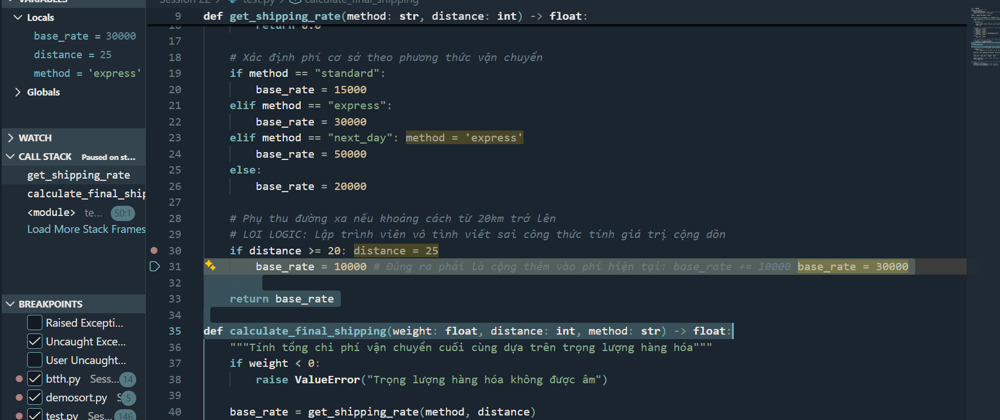 VARIABLES
Locals
base_rate = 30000
distance = 25
method = 'express'
Globals
WATCH
CALL STACK Paused on st...
get_shipping_rate
calculate_final_ship
<module> te... 50:1
Load More Stack Frames
BREAKPOINTS
Raised Excepti...
Uncaught Exce...
User Uncaught...
btth.py Sess... 14
demosort.py S 5
test.py Ses... 146
Session 22 > test.py > calculate_final_shipping
9 def get_shipping_rate(method: str, distance: int) -> float:
16 return 0.0
17
18 # Xác định phí cơ sở theo phương thức vận chuyển
19 if method == "standard":
20 base_rate = 15000
21 elif method == "express":
22 base_rate = 30000
23 elif method == "next_day": method = 'express'
24 base_rate = 50000
25 else:
26 base_rate = 20000
27
28 # Phụ thu đường xa nếu khoảng cách từ 20km trở lên
29 # LOI LOGIC: Lập trình viên vô tình viết sai công thức tính giá trị cộng dồn
30 if distance >= 20: distance = 25
31 base_rate = 10000 # Đúng ra phải là cộng thêm vào phí hiện tại: base_rate += 10000 base_rate = 30000
32
33 return base_rate
34
35 def calculate_final_shipping(weight: float, distance: int, method: str) -> float:
36 """Tính tổng chi phí vận chuyển cuối cùng dựa trên trọng lượng hàng hóa"""
37 if weight < 0:
38 raise ValueError("Trọng lượng hàng hóa không được âm")
39
40 base_rate = get_shipping_rate(method, distance)